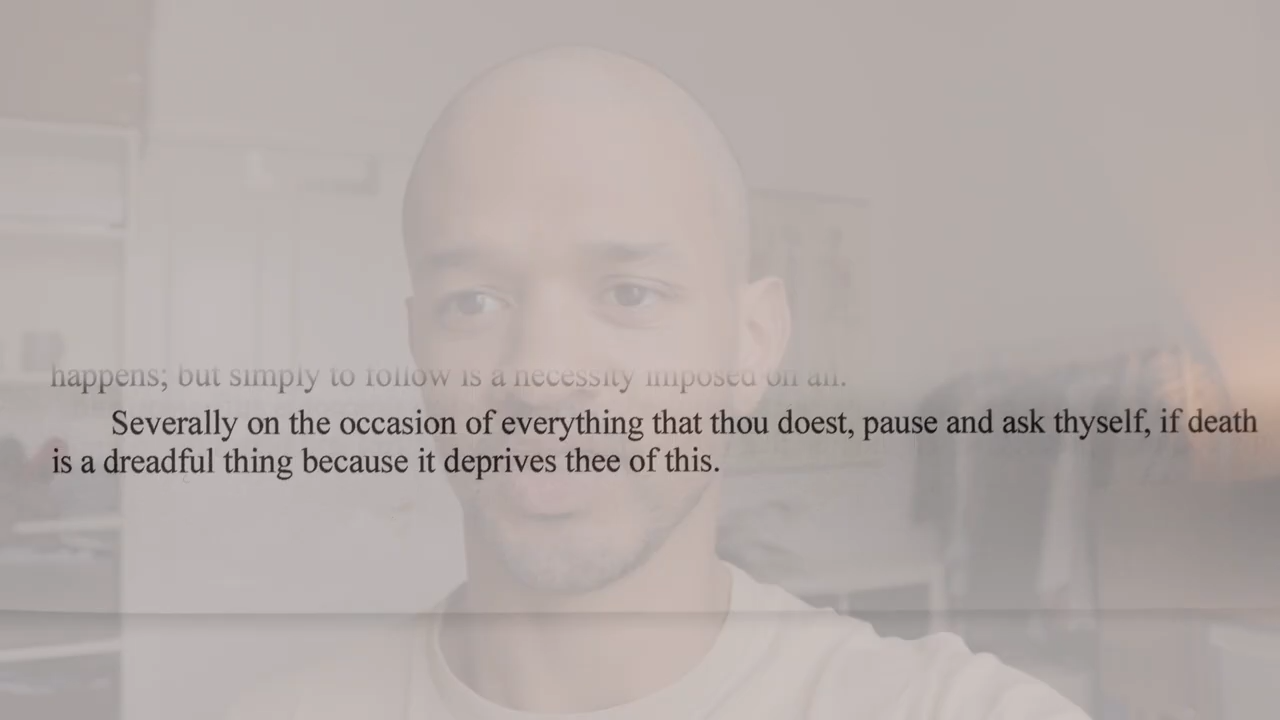 happens; but simply to follow is a necessity imposed on all.
Severally on the occasion of everything that thou doest, pause and ask thyself, if death
is a dreadful thing because it deprives thee of this.